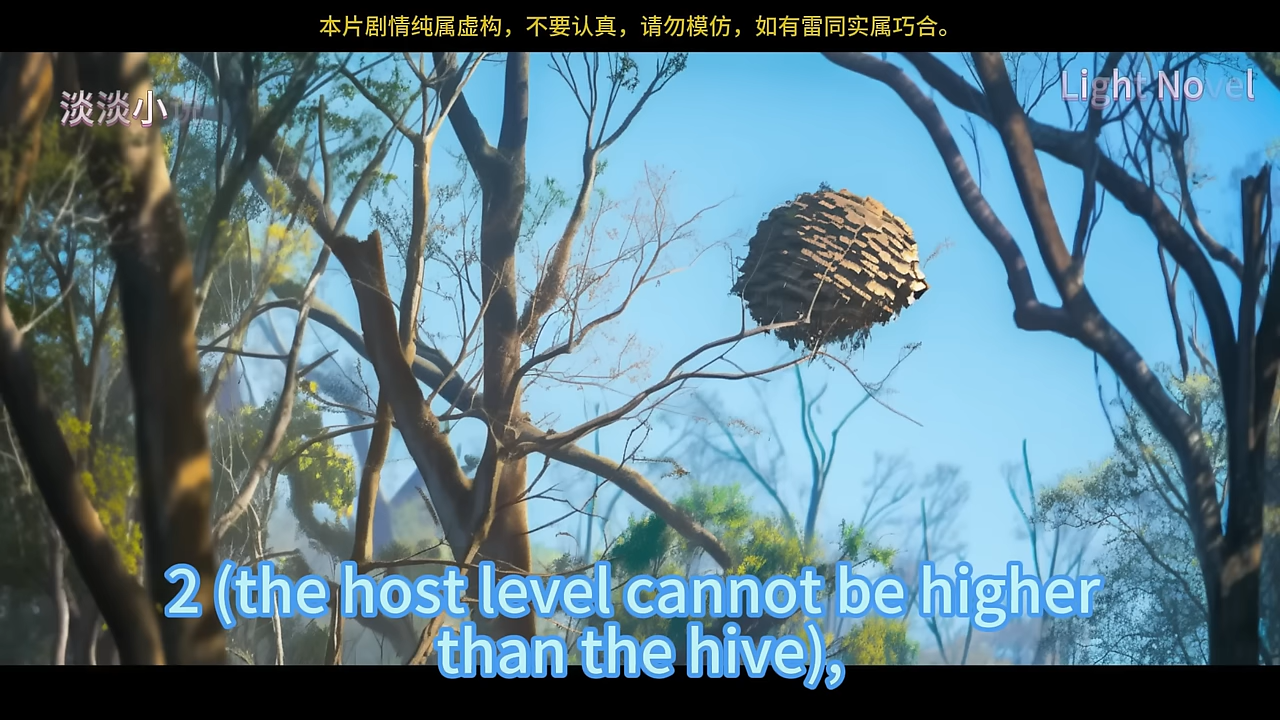 本片剧情纯属虚构，不要认真，请勿模仿，如有雷同实属巧合。
淡淡小
Light Novel
2 (the host level cannot be higher
than the hive),